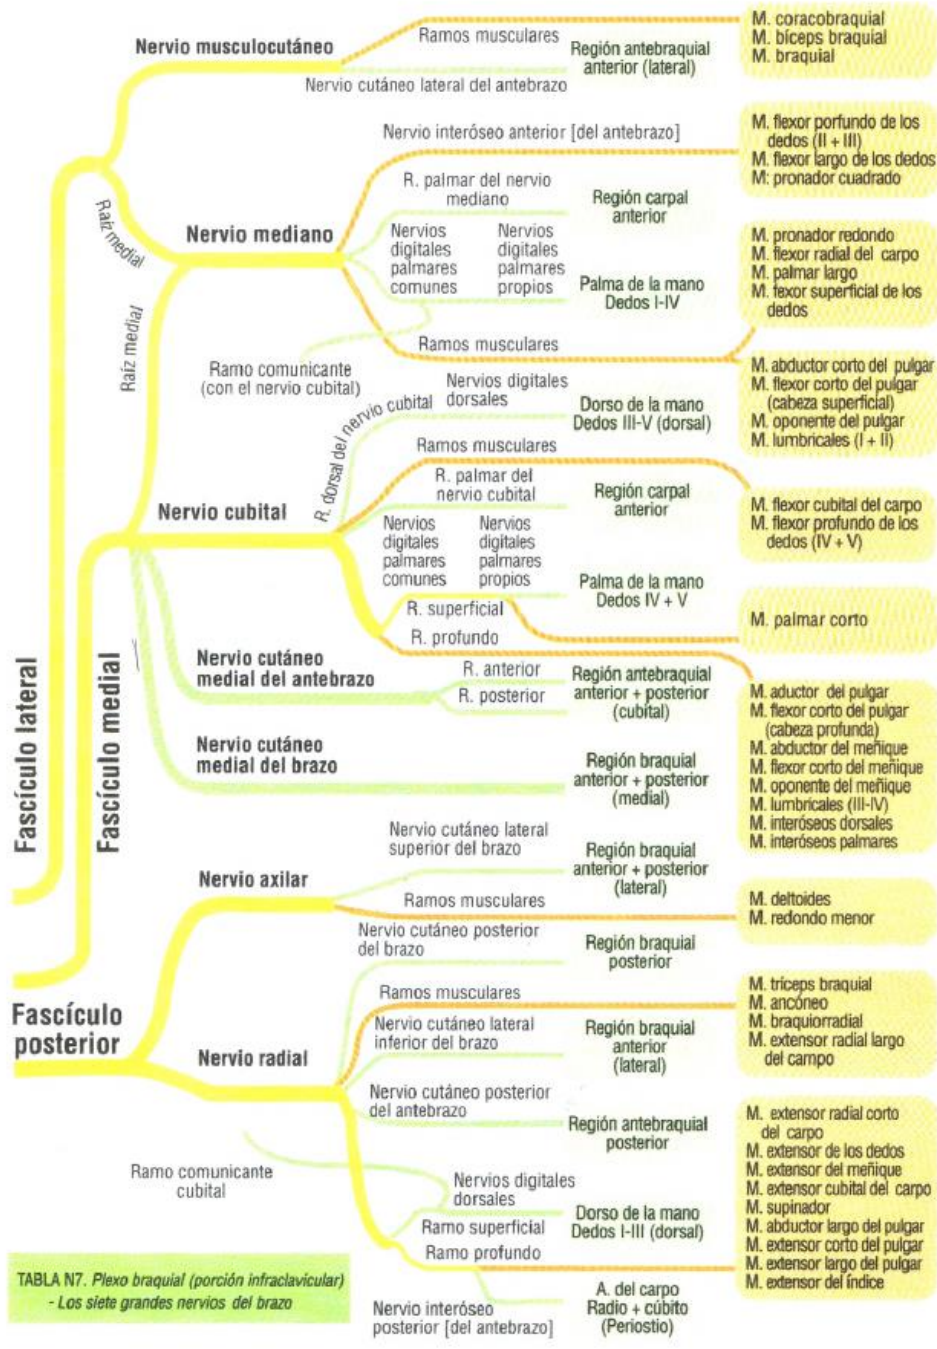 Nervio musculocutáneo
Ramos musculares
Nervio cutáneo lateral del antebrazo
Región antebraquial
anterior (lateral)
M. coracobraquial
M. bíceps braquial
M. braquial
Raíz medial
Raíz medial
Nervio mediano
Nervio interóseo anterior [del antebrazo]
M. flexor porfundo de los
dedos (II + III)
M. flexor largo de los dedos
M: pronador cuadrado
R. palmar del nervio
mediano
Región carpal
anterior
Nervios
digitales
palmares
comunes
Nervios
digitales
palmares
propios
Palma de la mano
Dedos I-IV
M. pronador redondo
M. flexor radial del carpo
M. palmar largo
M. fexor superficial de los
dedos
Ramos musculares
Ramo comunicante
(con el nervio cubital)
M. abductor corto del pulgar
M. flexor corto del pulgar
(cabeza superficial)
M. oponente del pulgar
M. lumbricales (I + II)
Nervio cubital
R. dorsal del nervio cubital
Nervios digitales
dorsales
Dorso de la mano
Dedos III-V (dorsal)
Ramos musculares
R. palmar del
nervio cubital
Región carpal
anterior
M. flexor cubital del carpo
M. flexor profundo de los
dedos (IV + V)
Nervios
digitales
palmares
comunes
Nervios
digitales
palmares
propios
Palma de la mano
Dedos IV + V
R. superficial
R. profundo
M. palmar corto
Fascículo lateral
Fascículo medial
Nervio cutáneo
medial del antebrazo
R. anterior
R. posterior
Región antebraquial
anterior + posterior
(cubital)
M. aductor del pulgar
M. flexor corto del pulgar
(cabeza profunda)
M. abductor del meñique
M. flexor corto del meñique
M. oponente del meñique
M. lumbricales (III-IV)
M. interóseos dorsales
M. interóseos palmares
Nervio cutáneo
medial del brazo
Región braquial
anterior + posterior
(medial)
Nervio axilar
Nervio cutáneo lateral
superior del brazo
Región braquial
anterior + posterior
(lateral)
Ramos musculares
M. deltoides
M. redondo menor
Fascículo
posterior
Nervio radial
Nervio cutáneo posterior
del brazo
Región braquial
posterior
Ramos musculares
M. tríceps braquial
M. ancóneo
M. braquiorradial
M. extensor radial largo
del campo
Nervio cutáneo lateral
inferior del brazo
Región braquial
anterior
(lateral)
Nervio cutáneo posterior
del antebrazo
Región antebraquial
posterior
Ramo comunicante
cubital
Nervios digitales
dorsales
Ramo superficial
Dorso de la mano
Dedos I-III (dorsal)
Ramo profundo
M. extensor radial corto
del carpo
M. extensor de los dedos
M. extensor del meñique
M. extensor cubital del carpo
M. supinador
M. abductor largo del pulgar
M. extensor corto del pulgar
M. extensor largo del pulgar
M. extensor del índice
Nervio interóseo
posterior [del antebrazo]
A. del carpo
Radio + cúbito
(Periostio)
TABLA N7. Plexo braquial (porción infraclavicular)
- Los siete grandes nervios del brazo